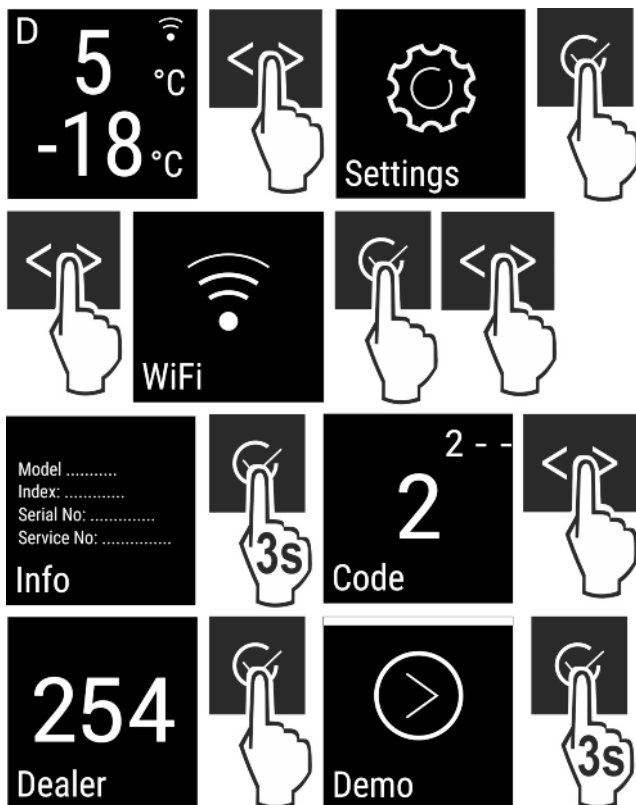 D
5 °C
-18 °C
< >
Settings
< >
WiFi
< >
Model ...........
Index: .............
Serial No: ..............
Service No: ...............
Info
3s
2 - -
2
Code
< >
254
Dealer
>
Demo
3s